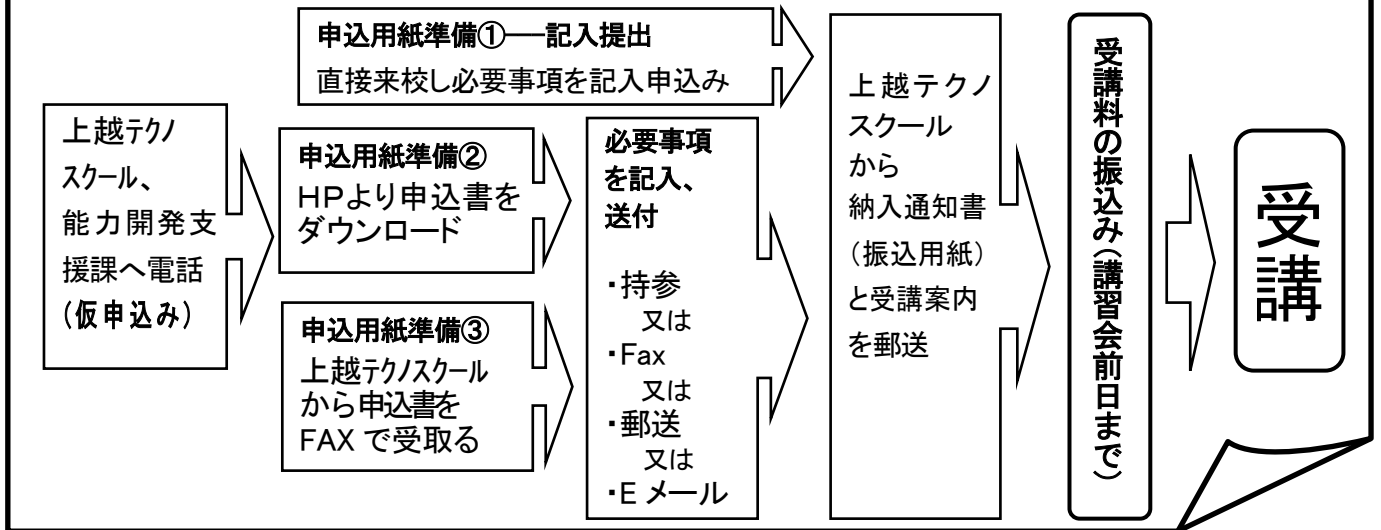 申込用紙準備①──記入提出
直接来校し必要事項を記入申込み
上越ﾃｸﾉ
ｽｸｰﾙ、
能力開発支
援課へ電話
(仮申込み)
申込用紙準備②
ＨＰより申込書を
ダウンロード
申込用紙準備③
上越ﾃｸﾉｽｸｰﾙ
から申込書を
FAX で受取る
必要事項
を記入、
送付
・持参
又は
・Fax
又は
・郵送
又は
・E メール
上越テクノ
スクール
から
納入通知書
（振込用紙）
と受講案内
を郵送
受講料の振込み(講習会前日まで)
受講